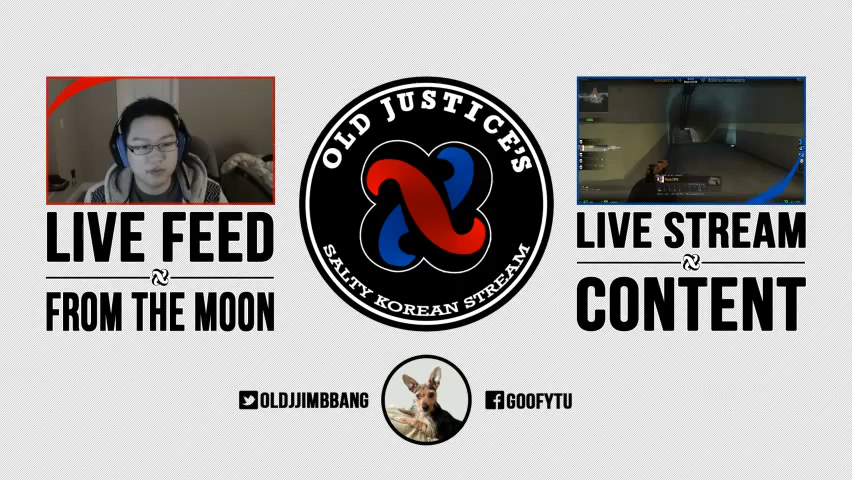 OLD JUSTICE'S
SALTY KOREAN STREAM
LIVE FEED
FROM THE MOON
LIVE STREAM
CONTENT
OLDJJIMBBANG
GOOFYTU